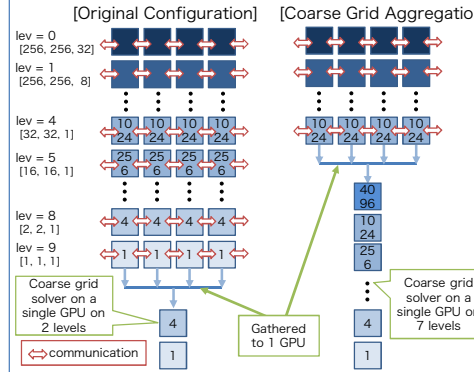 [Original Configuration]
[Coarse Grid Aggregatio
lev = 0
[256, 256, 32]
lev = 1
[256, 256, 8]
lev = 4
[32, 32, 1]
10 10 10 10
24 24 24 24
10 10 10 10
24 24 24 24
lev = 5
[16, 16, 1]
25 25 25 25
6 6 6 6
40
96
10
24
25
6
lev = 8
[2, 2, 1]
4 4 4 4
lev = 9
[1, 1, 1]
1 1 1 1
Coarse grid
solver on a
single GPU on
2 levels
4
1
Gathered
to 1 GPU
4
1
Coarse grid
solver on a
single GPU on
7 levels
communication